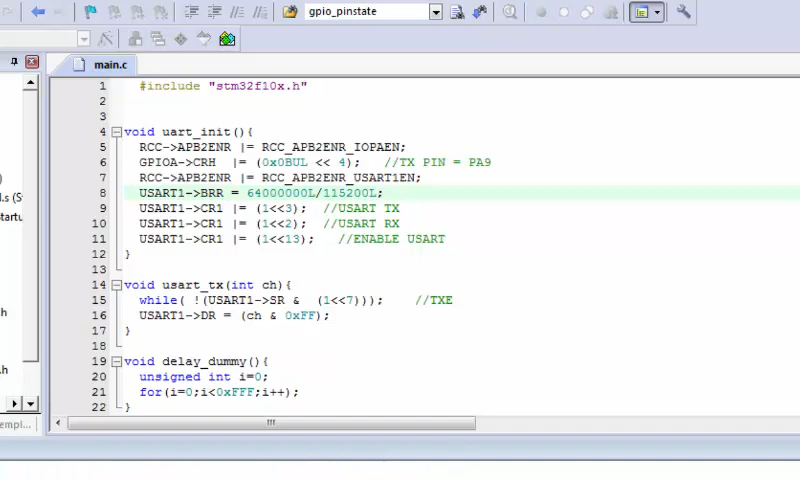 gpio_pinstate
main.c
1 #include "stm32f10x.h"
2
3
4 void uart_init(){
5 RCC->APB2ENR |= RCC_APB2ENR_IOPAEN;
6 GPIOA->CRH |= (0x0BUL << 4); //TX PIN = PA9
7 RCC->APB2ENR |= RCC_APB2ENR_USART1EN;
8 USART1->BRR = 64000000L/115200L;
9 USART1->CR1 |= (1<<3); //USART TX
10 USART1->CR1 |= (1<<2); //USART RX
11 USART1->CR1 |= (1<<13); //ENABLE USART
12 }
13
14 void usart_tx(int ch){
15 while( !(USART1->SR & (1<<7))); //TXE
16 USART1->DR = (ch & 0xFF);
17 }
18
19 void delay_dummy(){
20 unsigned int i=0;
21 for(i=0;i<0xFFF;i++);
22 }
)
l.s (S
Startu
h
.h
empl...